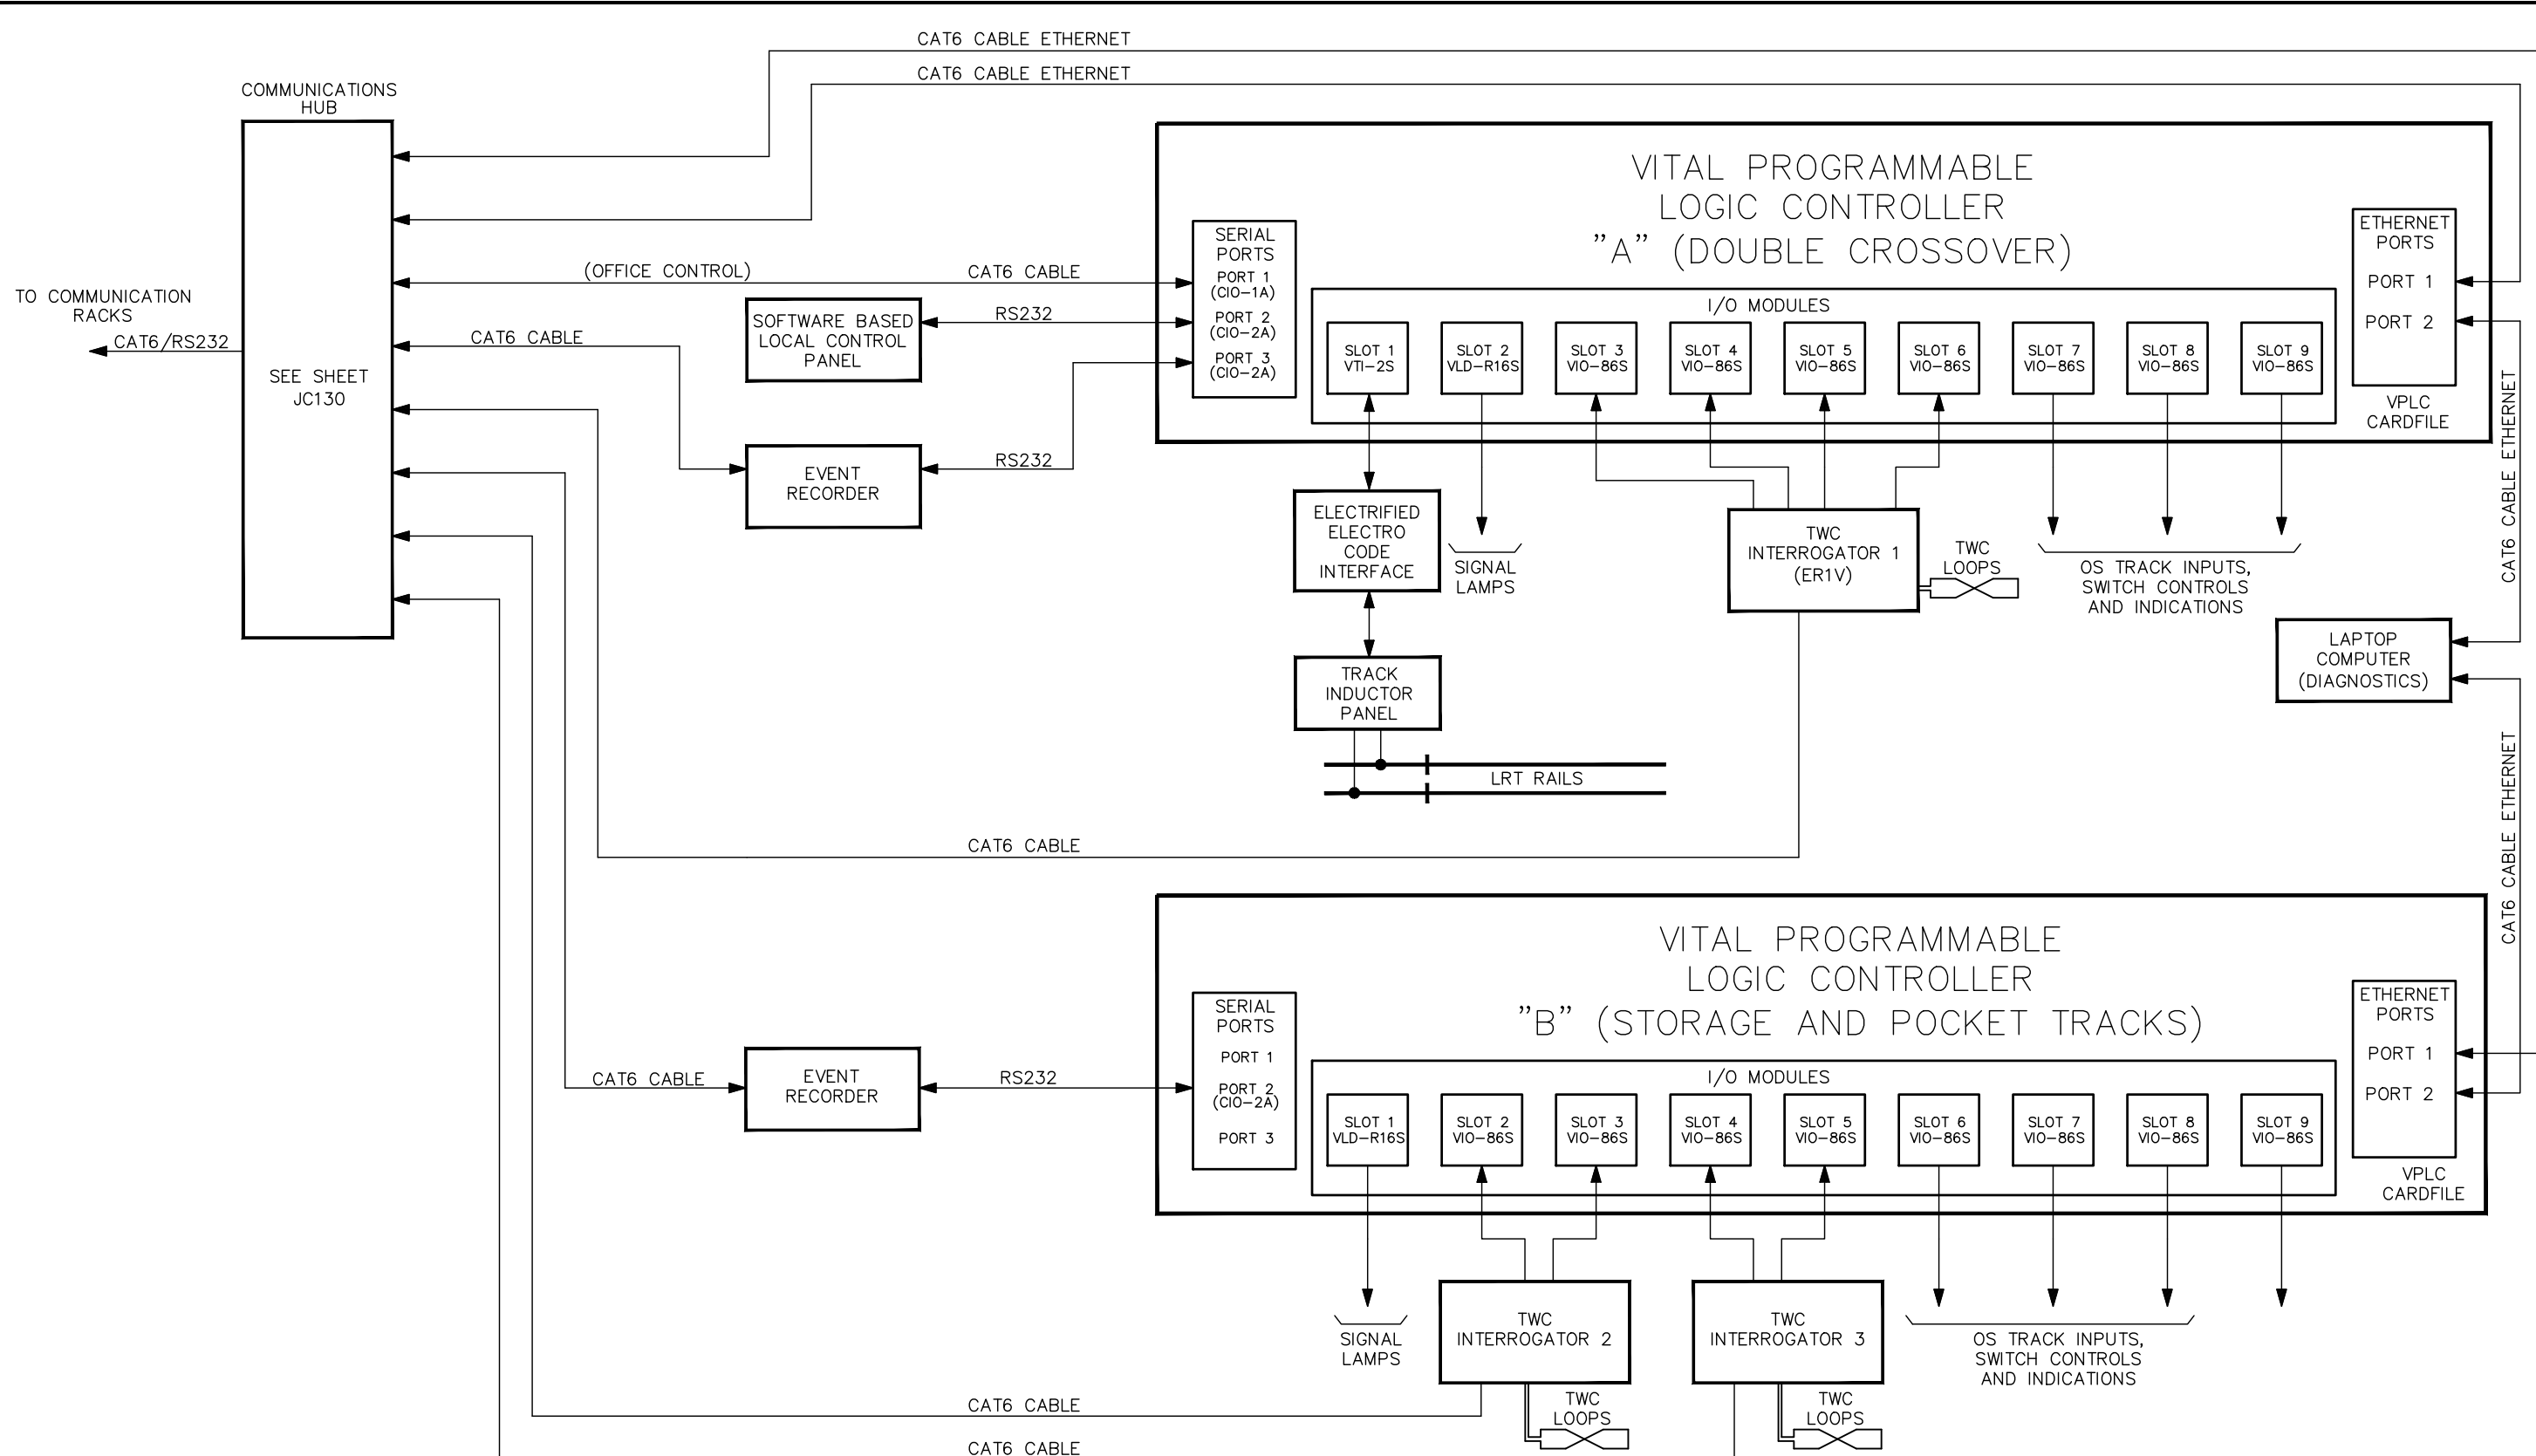 CAT6 CABLE ETHERNET
CAT6 CABLE ETHERNET
COMMUNICATIONS
HUB
SEE SHEET
JC130
TO COMMUNICATION
RACKS
CAT6/RS232
(OFFICE CONTROL)
CAT6 CABLE
CAT6 CABLE
SOFTWARE BASED
LOCAL CONTROL
PANEL
RS232
EVENT
RECORDER
RS232
VITAL PROGRAMMABLE
LOGIC CONTROLLER
"A" (DOUBLE CROSSOVER)
SERIAL
PORTS
PORT 1
(CIO-1A)
PORT 2
(CIO-2A)
PORT 3
(CIO-2A)
I/O MODULES
SLOT 1
VTI-2S
SLOT 2
VLD-R16S
SLOT 3
VIO-86S
SLOT 4
VIO-86S
SLOT 5
VIO-86S
SLOT 6
VIO-86S
SLOT 7
VIO-86S
SLOT 8
VIO-86S
SLOT 9
VIO-86S
ETHERNET
PORTS
PORT 1
PORT 2
VPLC
CARDFILE
CAT6 CABLE ETHERNET
ELECTRIFIED
ELECTRO
CODE
INTERFACE
SIGNAL
LAMPS
TWC
INTERROGATOR 1
(ER1V)
TWC
LOOPS
OS TRACK INPUTS,
SWITCH CONTROLS
AND INDICATIONS
LAPTOP
COMPUTER
(DIAGNOSTICS)
TRACK
INDUCTOR
PANEL
LRT RAILS
CAT6 CABLE
CAT6 CABLE ETHERNET
VITAL PROGRAMMABLE
LOGIC CONTROLLER
"B" (STORAGE AND POCKET TRACKS)
SERIAL
PORTS
PORT 1
PORT 2
(CIO-2A)
PORT 3
I/O MODULES
SLOT 1
VLD-R16S
SLOT 2
VIO-86S
SLOT 3
VIO-86S
SLOT 4
VIO-86S
SLOT 5
VIO-86S
SLOT 6
VIO-86S
SLOT 7
VIO-86S
SLOT 8
VIO-86S
SLOT 9
VIO-86S
ETHERNET
PORTS
PORT 1
PORT 2
VPLC
CARDFILE
CAT6 CABLE
EVENT
RECORDER
RS232
SIGNAL
LAMPS
TWC
INTERROGATOR 2
TWC
INTERROGATOR 3
OS TRACK INPUTS,
SWITCH CONTROLS
AND INDICATIONS
TWC
LOOPS
TWC
LOOPS
CAT6 CABLE
CAT6 CABLE